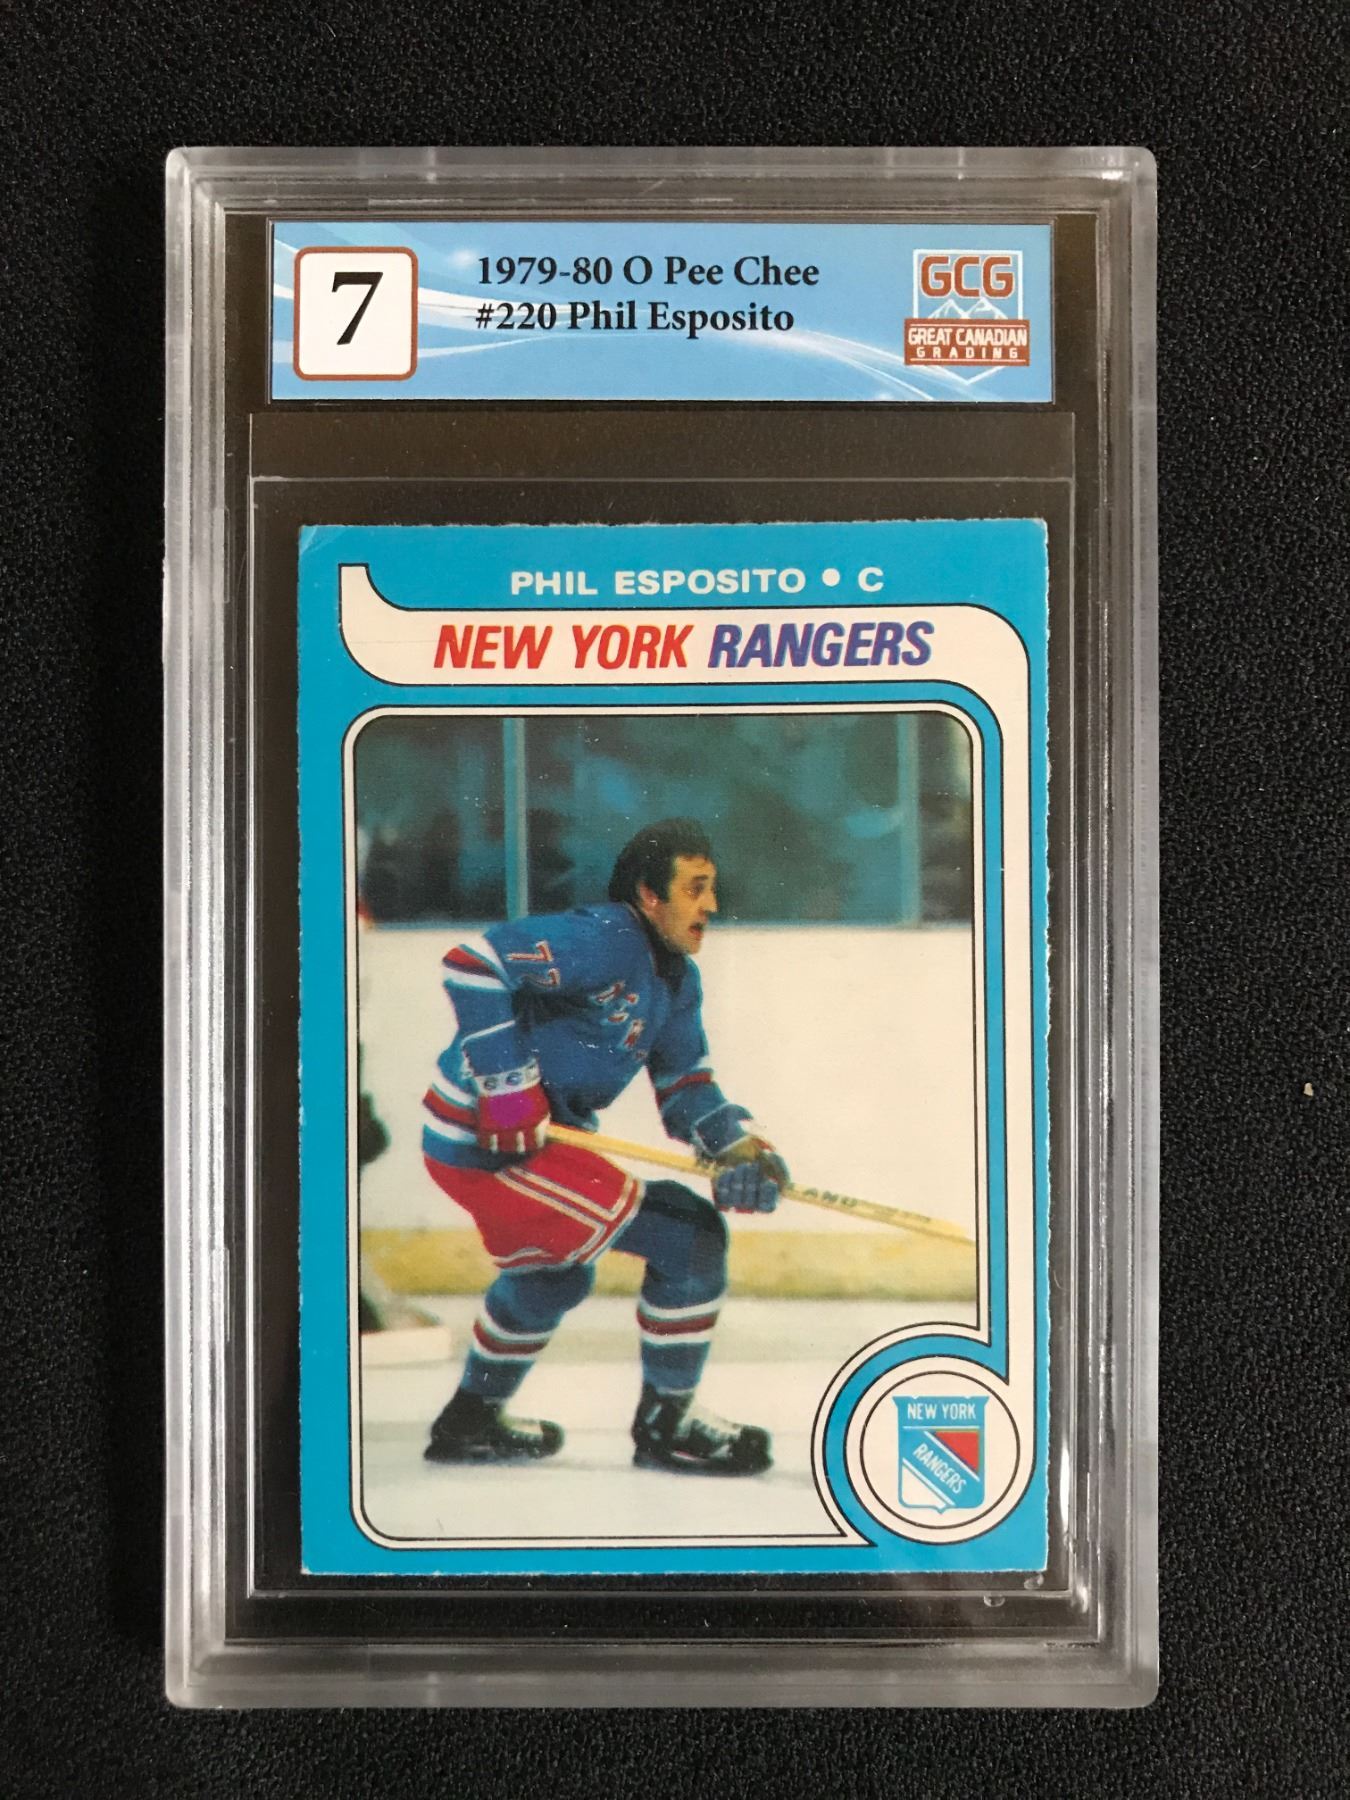 7
1979-80 O Pee Chee
#220 Phil Esposito
GCG
GREAT CANADIAN
GRADING
PHIL ESPOSITO • C
NEW YORK RANGERS
77
NEW YORK
RANGERS